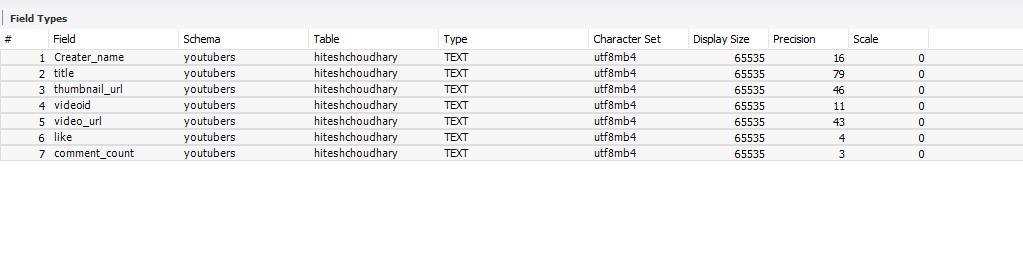 Field Types
# Field Schema Table Type Character Set Display Size Precision Scale
1 Creater_name youtubers hiteshchoudhary TEXT utf8mb4 65535 16 0
2 title youtubers hiteshchoudhary TEXT utf8mb4 65535 79 0
3 thumbnail_url youtubers hiteshchoudhary TEXT utf8mb4 65535 46 0
4 videoid youtubers hiteshchoudhary TEXT utf8mb4 65535 11 0
5 video_url youtubers hiteshchoudhary TEXT utf8mb4 65535 43 0
6 like youtubers hiteshchoudhary TEXT utf8mb4 65535 4 0
7 comment_count youtubers hiteshchoudhary TEXT utf8mb4 65535 3 0